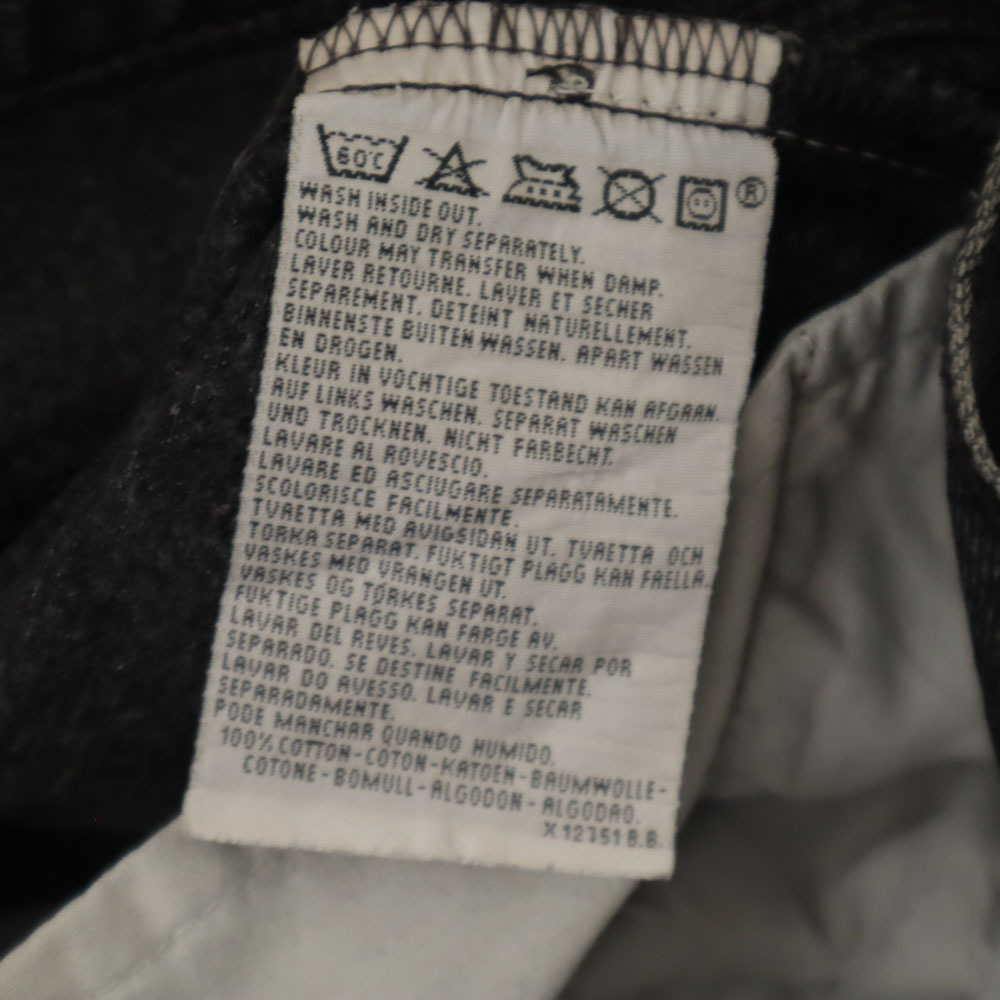 60°C
®
WASH INSIDE OUT.
WASH AND DRY SEPARATELY.
COLOUR MAY TRANSFER WHEN DAMP.
LAVER RETOURNE. LAVER ET SECHER
SEPAREMENT. DETEINT NATURELLEMENT.
BINNENSTE BUITEN WASSEN. APART WASSEN
EN DROGEN.
KLEUR IN VOCHTIGE TOESTAND KAN AFGAAN.
AUF LINKS WASCHEN. SEPARAT WASCHEN
UND TROCKNEN. NICHT FARBECHT.
LAVARE AL ROVESCIO.
LAVARE ED ASCIUGARE SEPARATAMENTE.
SCOLORISCE FACILMENTE.
TVAETTA MED AVIGSIDAN UT. TVAETTA OCH
TORKA SEPARAT. FUKTIGT PLAGG KAN FAELLA.
VASKES MED VRANGEN UT.
VASKES OG TORKES SEPARAT.
FUKTIGE PLAGG KAN FARGE AV.
LAVAR DEL REVES. LAVAR Y SECAR POR
SEPARADO. SE DESTINE FACILMENTE.
LAVAR DO AVESSO. LAVAR E SECAR
SEPARADAMENTE.
PODE MANCHAR QUANDO HUMIDO.
100% COTTON-COTON-KATOEN-BAUMWOLLE-
COTONE-BOMULL-ALGODON-ALGODAO.
X12751 B.B.